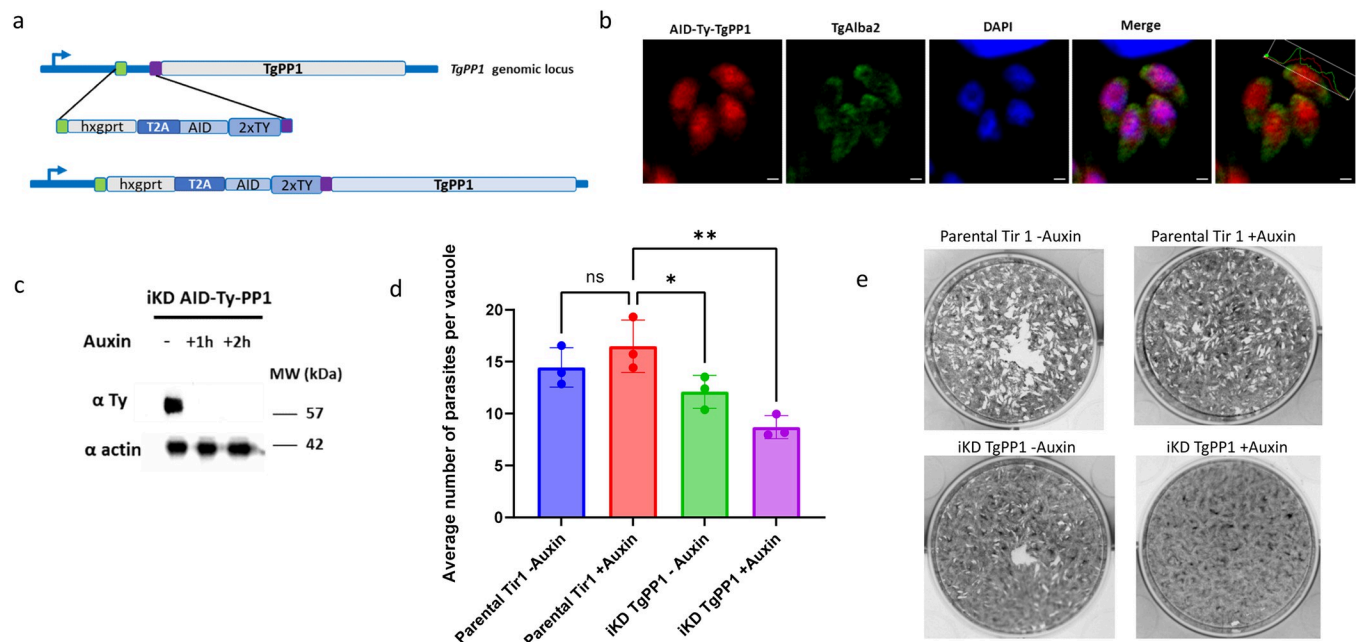 a
TgPP1
TgPP1 genomic locus
hxgprt T2A AID 2xTY
hxgprt T2A AID 2xTY TgPP1
b
AID-Ty-TgPP1 TgAlba2 DAPI Merge
c
iKD AID-Ty-PP1
Auxin - +1h +2h
MW (kDa)
α Ty
57
α actin
42
d
Average number of parasites per vacuole
20
15
10
5
0
ns
*
**
Parental Tir1 -Auxin
Parental Tir1 +Auxin
iKD TgPP1 - Auxin
iKD TgPP1 +Auxin
e
Parental Tir 1 -Auxin Parental Tir 1 +Auxin
iKD TgPP1 -Auxin iKD TgPP1 +Auxin